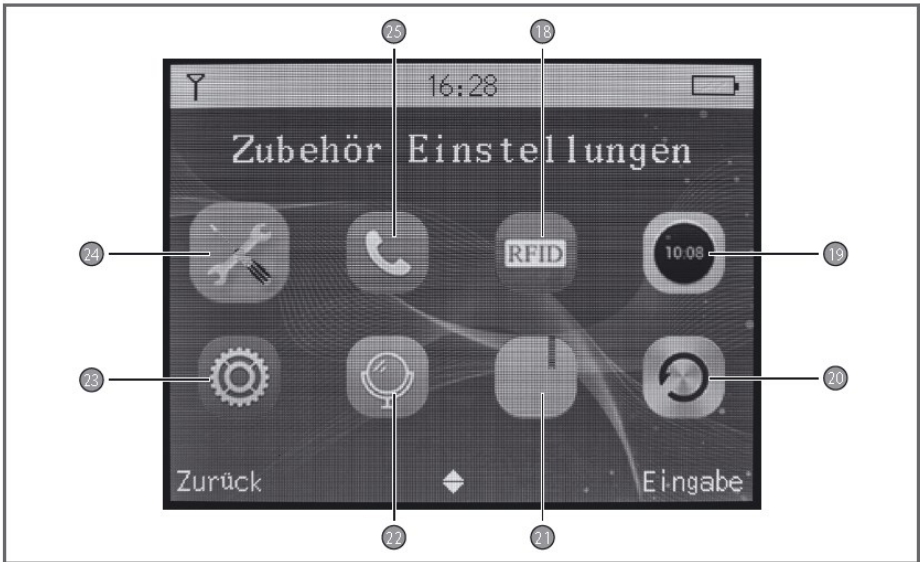 25 18
16:28
Zubehör Einstellungen
24 RFID 10:08 19
23 20
Zurück Eingabe
22 21